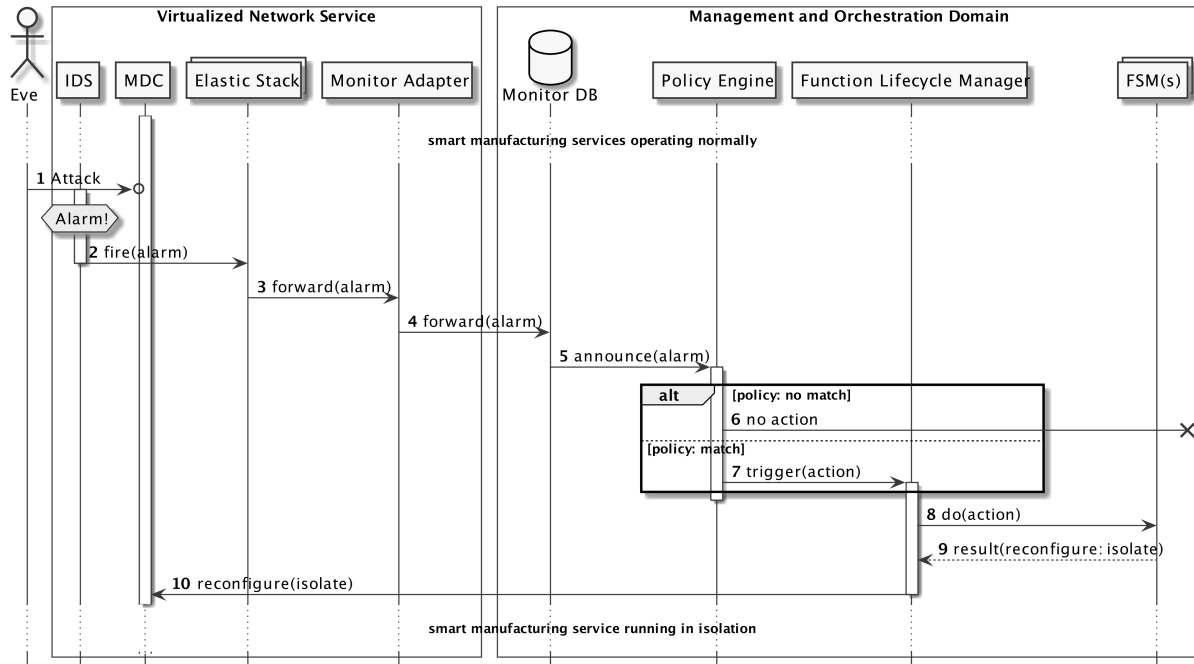 Virtualized Network Service
Management and Orchestration Domain
Eve
IDS
MDC
Elastic Stack
Monitor Adapter
Monitor DB
Policy Engine
Function Lifecycle Manager
FSM(s)
smart manufacturing services operating normally
1 Attack
Alarm!
2 fire(alarm)
3 forward(alarm)
4 forward(alarm)
5 announce(alarm)
alt [policy: no match]
6 no action
[policy: match]
7 trigger(action)
8 do(action)
9 result(reconfigure: isolate)
10 reconfigure(isolate)
smart manufacturing service running in isolation